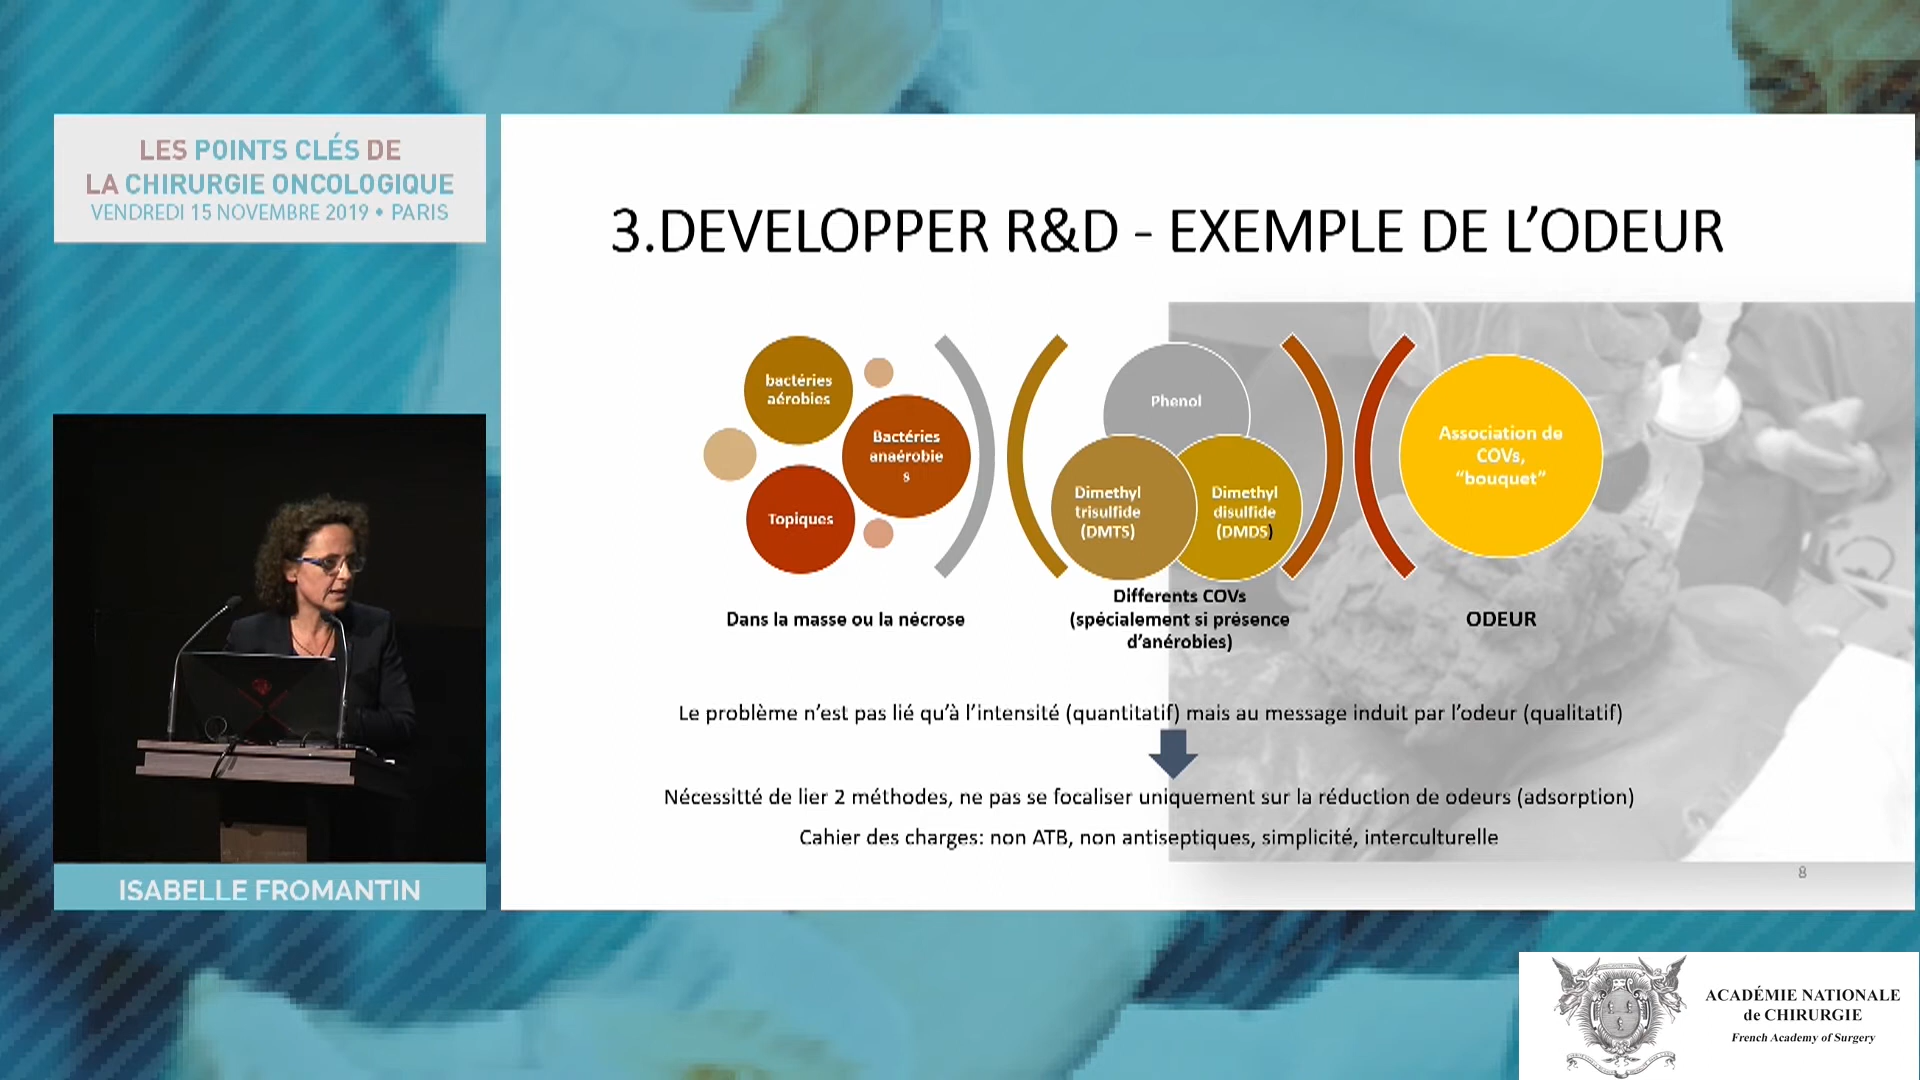 LES POINTS CLÉS DE
LA CHIRURGIE ONCOLOGIQUE
VENDREDI 15 NOVEMBRE 2019 • PARIS
ISABELLE FROMANTIN
3.DEVELOPPER R&D - EXEMPLE DE L’ODEUR
bactéries
aérobies
Bactéries
anaérobie
s
Topiques
Dans la masse ou la nécrose
Phenol
Dimethyl
trisulfide
(DMTS)
Dimethyl
disulfide
(DMDS)
Differents COVs
(spécialement si présence
d’anérobies)
Association de
COVs,
“bouquet”
ODEUR
Le problème n’est pas lié qu’à l’intensité (quantitatif) mais au message induit par l’odeur (qualitatif)
Nécessitté de lier 2 méthodes, ne pas se focaliser uniquement sur la réduction de odeurs (adsorption)
Cahier des charges: non ATB, non antiseptiques, simplicité, interculturelle
8
ACADÉMIE NATIONALE
de CHIRURGIE
French Academy of Surgery